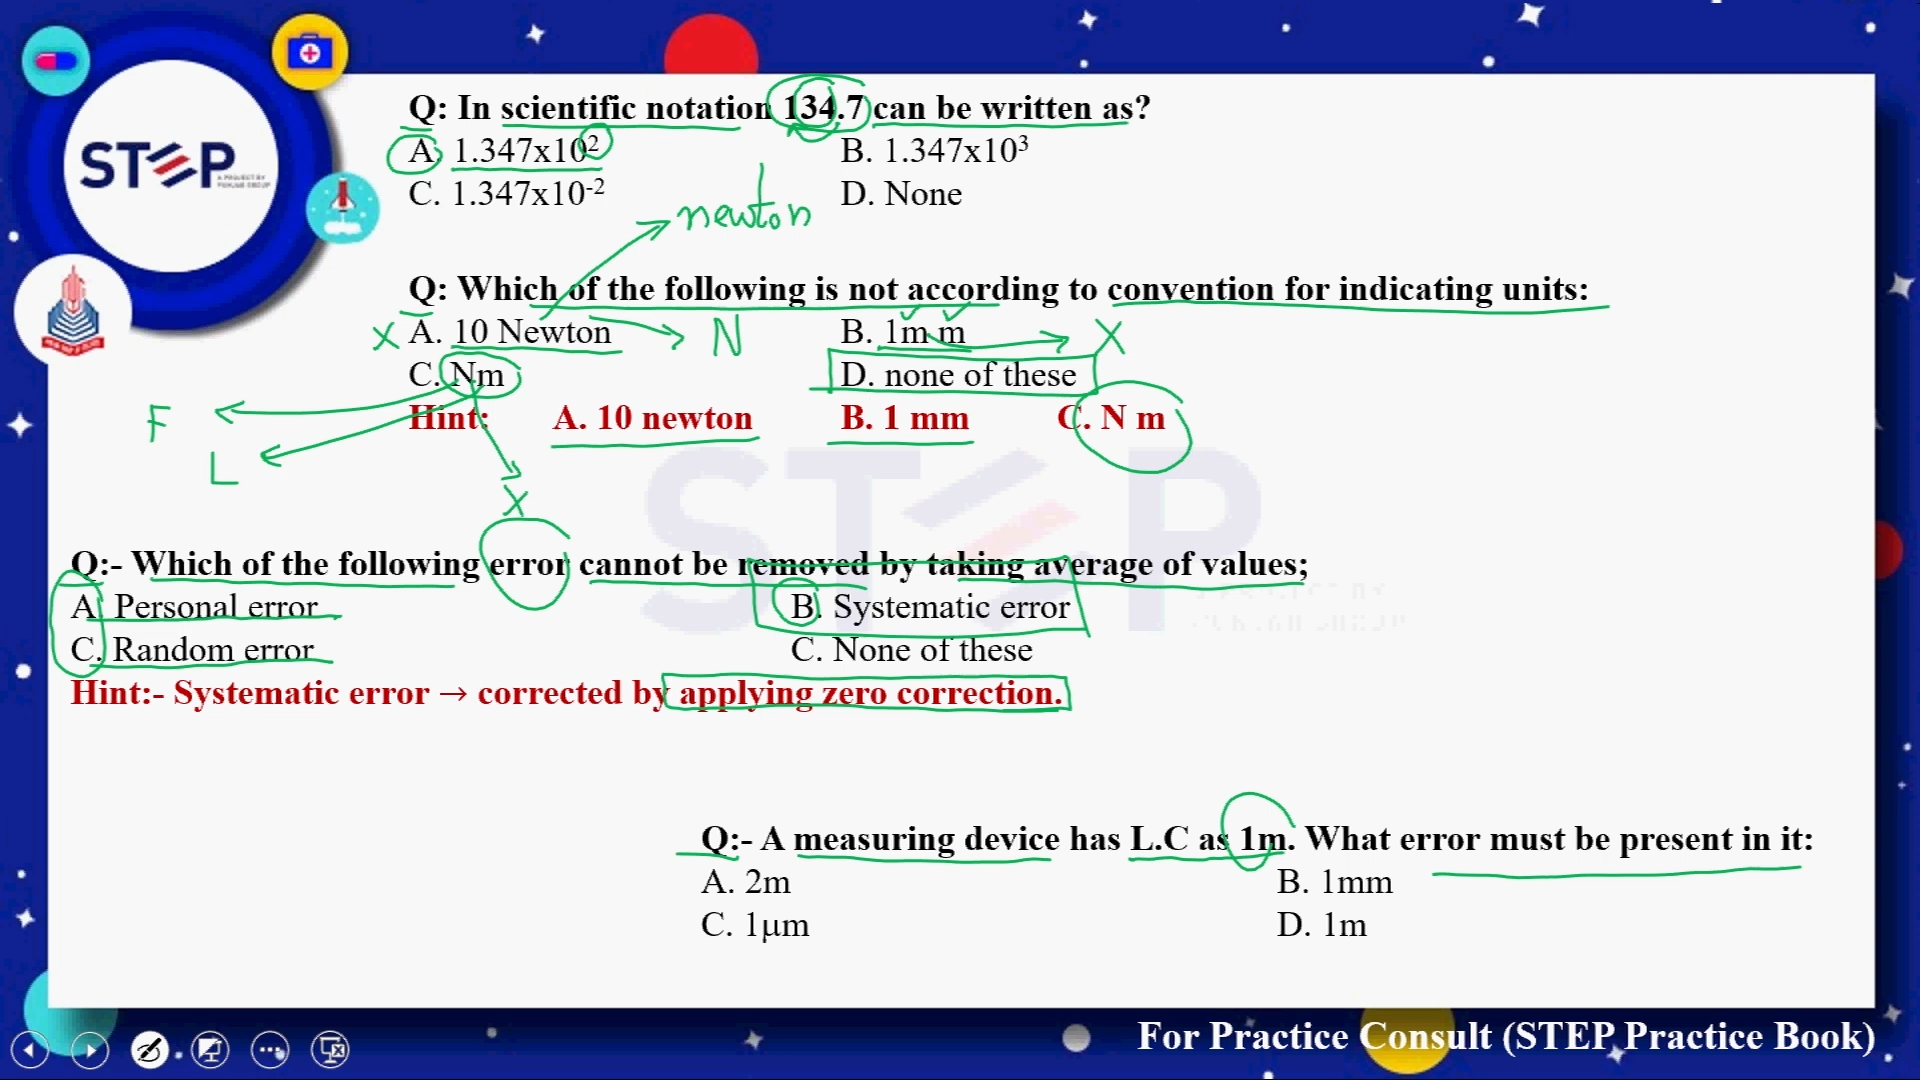 STEP
A PROJECT BY
PUNJAB GROUP
Q: In scientific notation 134.7 can be written as?
A. 1.347x10²
B. 1.347x10³
C. 1.347x10⁻²
D. None
newton
Q: Which of the following is not according to convention for indicating units:
X A. 10 Newton
N
B. 1m m
X
C. Nm
D. none of these
F
Hint: A. 10 newton B. 1 mm C. N m
L
X
STEP
Q:- Which of the following error cannot be removed by taking average of values;
A. Personal error
B. Systematic error
C. Random error
C. None of these
Hint:- Systematic error → corrected by applying zero correction.
Q:- A measuring device has L.C as 1m. What error must be present in it:
A. 2m
B. 1mm
C. 1μm
D. 1m
For Practice Consult (STEP Practice Book)